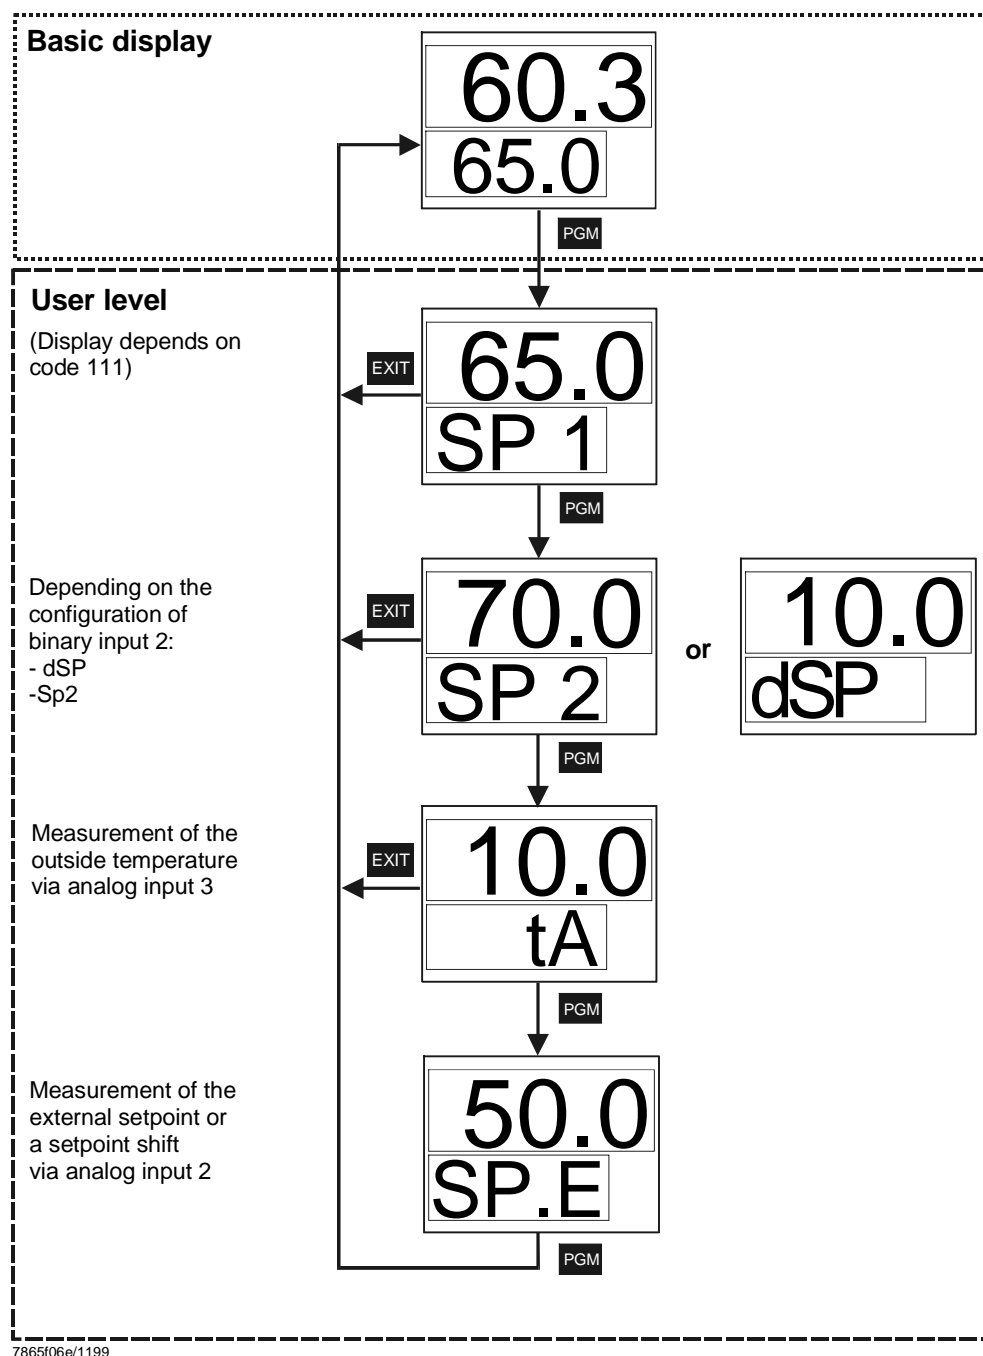 Basic display
60.3
65.0
PGM
User level
(Display depends on
code 111)
EXIT
65.0
SP 1
PGM
Depending on the
configuration of
binary input 2:
- dSP
-Sp2
EXIT
70.0
SP 2
or
10.0
dSP
PGM
Measurement of the
outside temperature
via analog input 3
EXIT
10.0
tA
PGM
Measurement of the
external setpoint or
a setpoint shift
via analog input 2
50.0
SP.E
PGM
7865f06e/1199